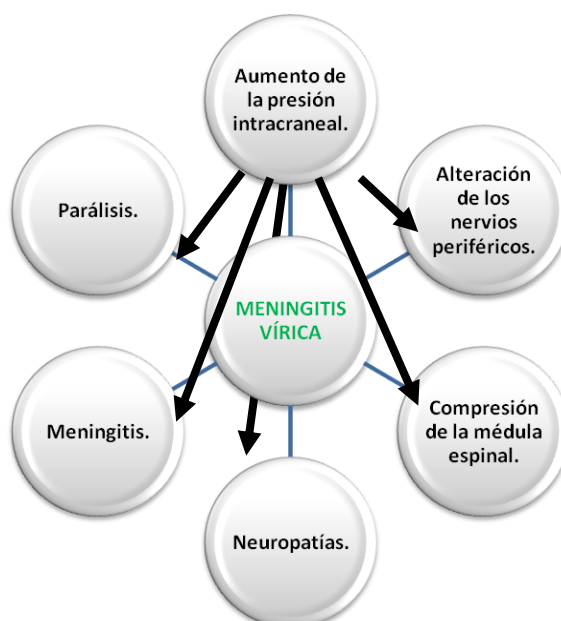 Aumento de
la presión
intracraneal.
Alteración
de los
nervios
periféricos.
Parálisis.
MENINGITIS
VÍRICA
Meningitis.
Compresión
de la médula
espinal.
Neuropatías.